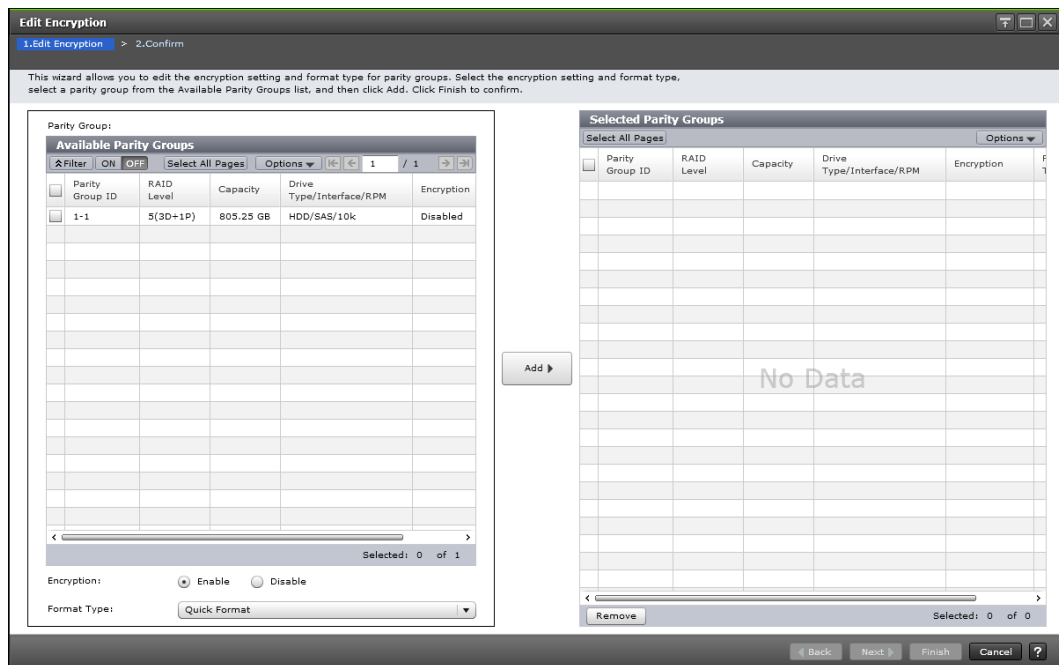 Edit Encryption
1.Edit Encryption > 2.Confirm
This wizard allows you to edit the encryption setting and format type for parity groups. Select the encryption setting and format type,
select a parity group from the Available Parity Groups list, and then click Add. Click Finish to confirm.
Parity Group:
Available Parity Groups
Filter ON OFF Select All Pages Options 1 / 1
Parity Group ID RAID Level Capacity Drive Type/Interface/RPM Encryption
1-1 5(3D+1P) 805.25 GB HDD/SAS/10k Disabled
Selected: 0 of 1
Encryption: Enable Disable
Format Type: Quick Format
Add
Selected Parity Groups
Select All Pages Options
Parity Group ID RAID Level Capacity Drive Type/Interface/RPM Encryption
No Data
Remove Selected: 0 of 0
Back Next Finish Cancel ?